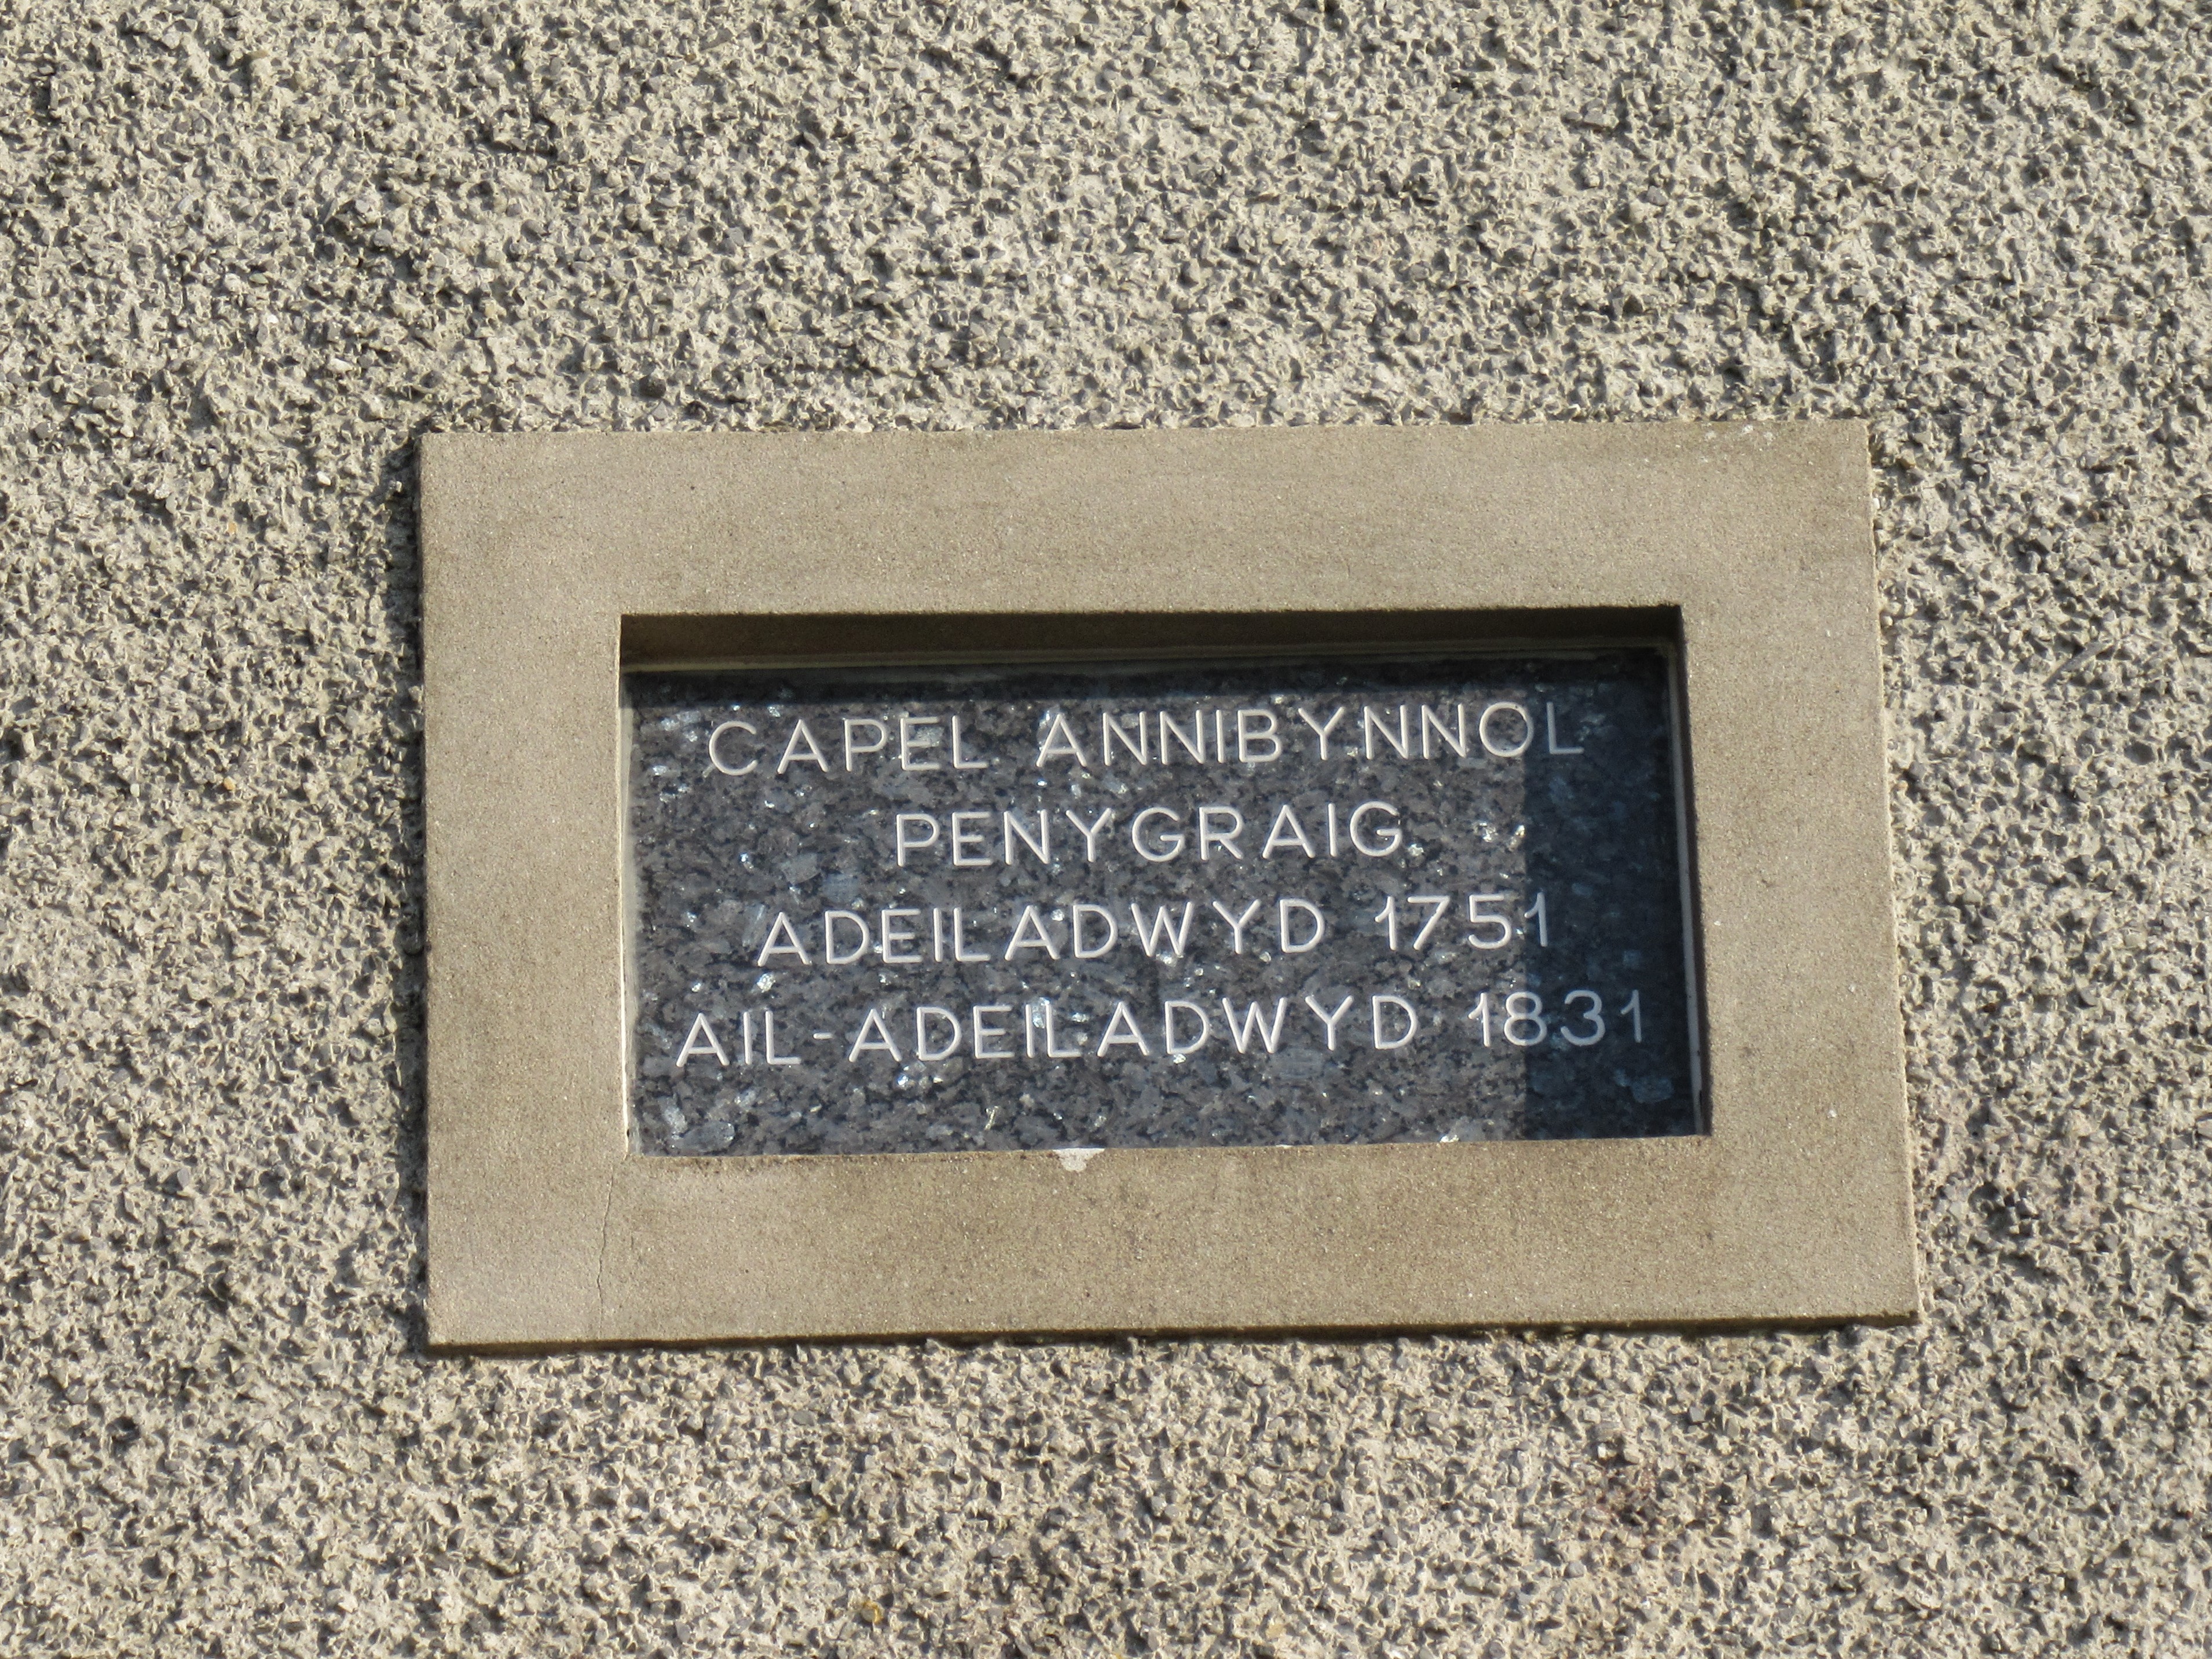 CAPEL ANNIBYNNOL
PENYGRAIG
ADEILADWYD 1751
AIL-ADEILADWYD 1831